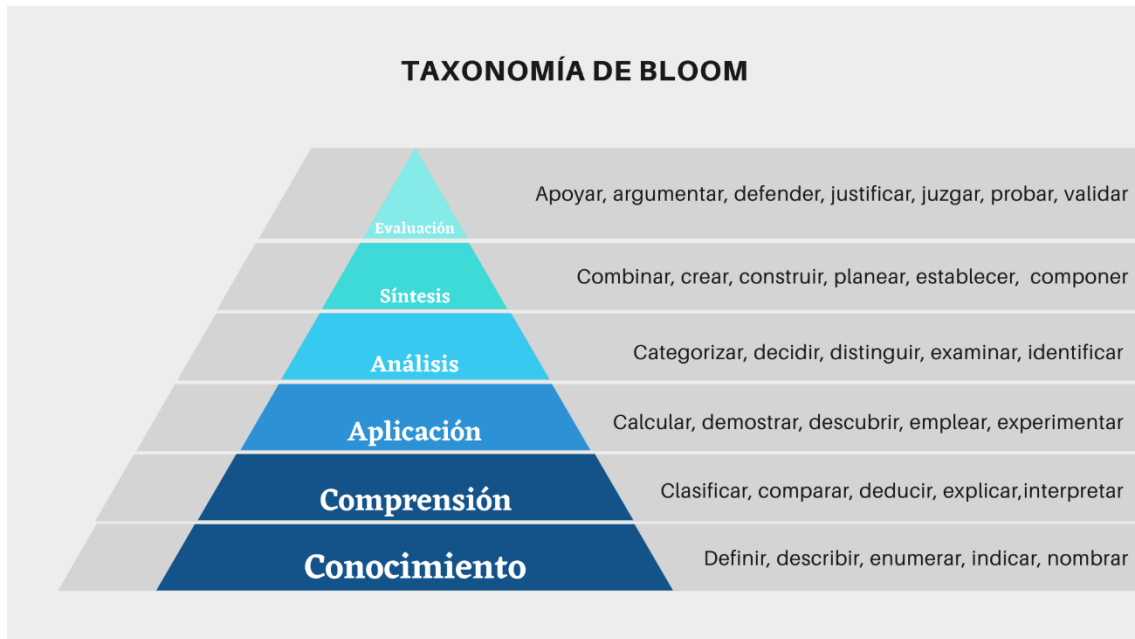 TAXONOMÍA DE BLOOM
Evaluación
Apoyar, argumentar, defender, justificar, juzgar, probar, validar
Síntesis
Combinar, crear, construir, planear, establecer, componer
Análisis
Categorizar, decidir, distinguir, examinar, identificar
Aplicación
Calcular, demostrar, descubrir, emplear, experimentar
Comprensión
Clasificar, comparar, deducir, explicar,interpretar
Conocimiento
Definir, describir, enumerar, indicar, nombrar